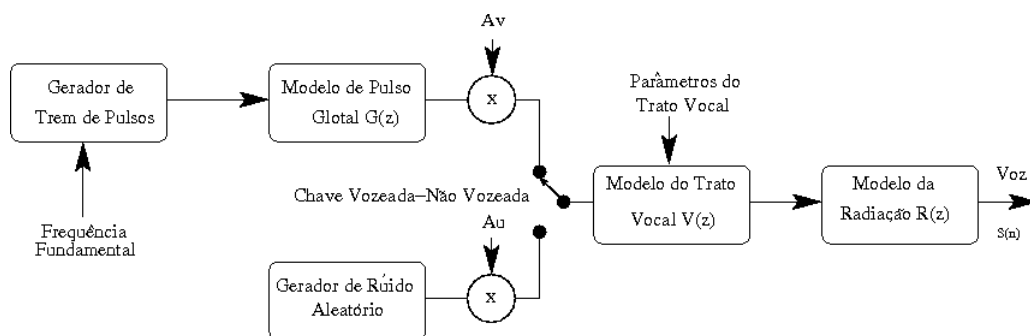 Av
Gerador de
Trem de Pulsos
Modelo de Pulso
Glotal G(z)
x
Parâmetros do
Trato Vocal
Chave Vozeada-Não Vozeada
Modelo do Trato
Vocal V(z)
Modelo da
Radiação R(z)
Voz
S(n)
Frequência
Fundamental
Au
Gerador de Rúido
Aleatório
x